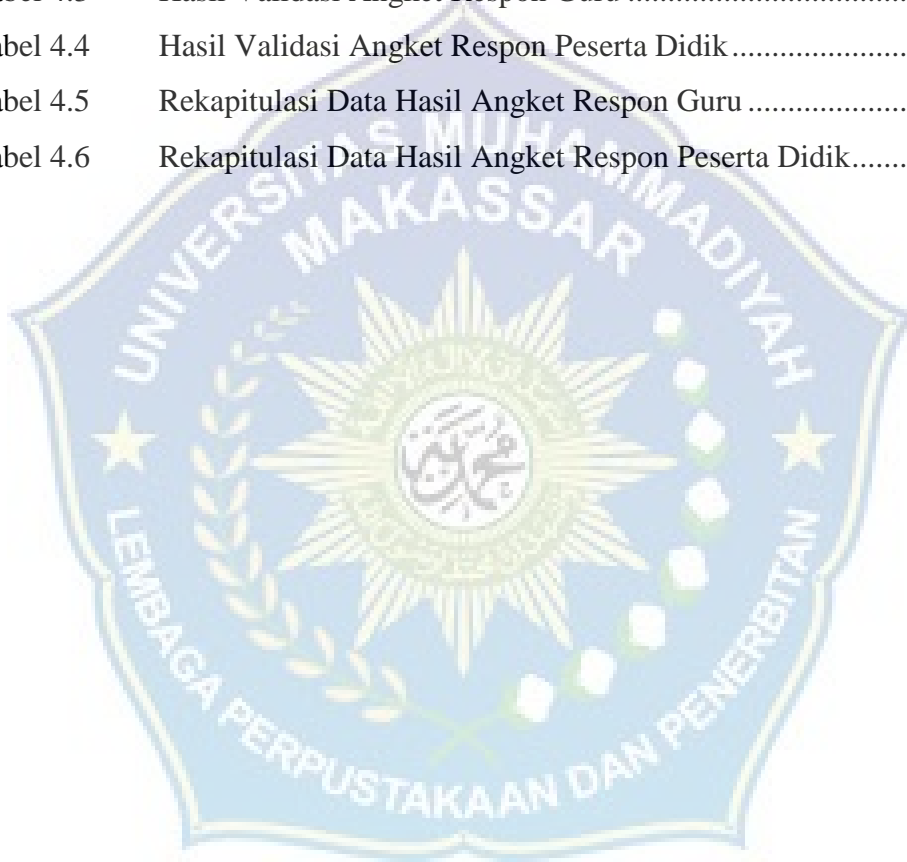 Hasil Validasi Angket Respon Guru
abel 4.4 Hasil Validasi Angket Respon Peserta Didik
abel 4.5 Rekapitulasi Data Hasil Angket Respon Guru
abel 4.6 Rekapitulasi Data Hasil Angket Respon Peserta Didik
UNIVERSITAS MUHAMMADIYAH
MAKASSAR
LEMBAGA PERPUSTAKAAN DAN PENERBITAN